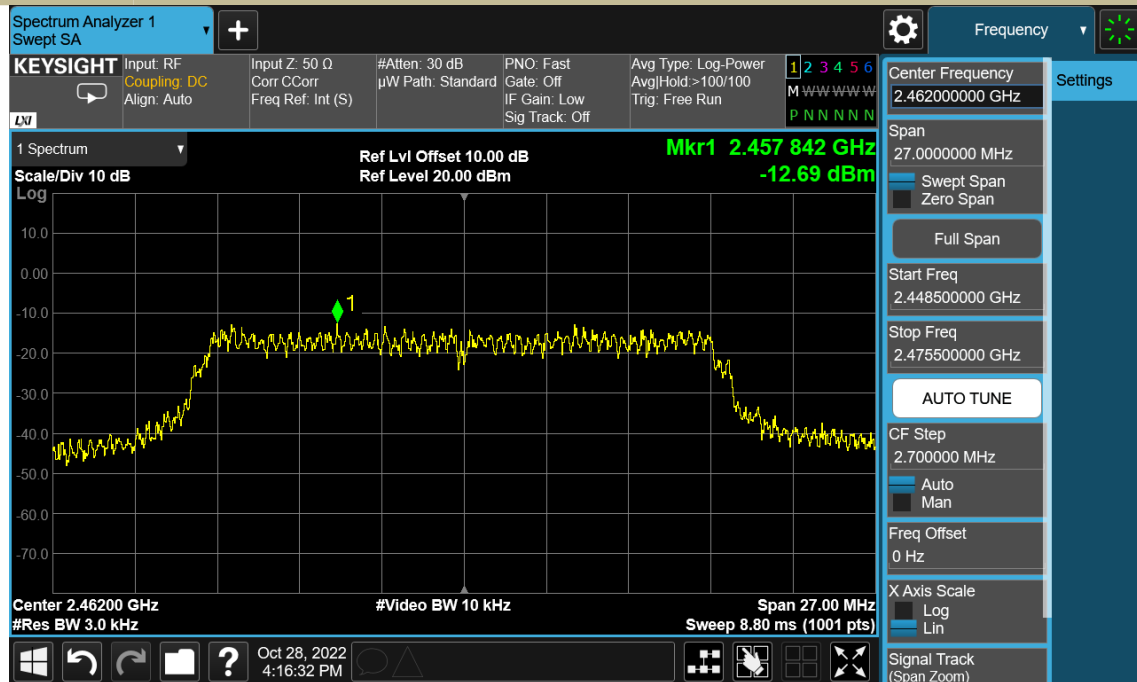 Spectrum Analyzer 1
Swept SA
Frequency
KEYSIGHT
Input: RF
Coupling: DC
Align: Auto
Input Z: 50 Ω
Corr CCorr
Freq Ref: Int (S)
#Atten: 30 dB
µW Path: Standard
PNO: Fast
Gate: Off
IF Gain: Low
Sig Track: Off
Avg Type: Log-Power
Avg|Hold:>100/100
Trig: Free Run
1 2 3 4 5 6
M W W W W W
P N N N N N
LXI
1 Spectrum
Scale/Div 10 dB
Log
Ref Lvl Offset 10.00 dB
Ref Level 20.00 dBm
Mkr1 2.457 842 GHz
-12.69 dBm
10.0
0.00
-10.0
-20.0
-30.0
-40.0
-50.0
-60.0
-70.0
1
Center 2.46200 GHz
#Res BW 3.0 kHz
#Video BW 10 kHz
Span 27.00 MHz
Sweep 8.80 ms (1001 pts)
Oct 28, 2022
4:16:32 PM
Center Frequency
2.462000000 GHz
Settings
Span
27.0000000 MHz
Swept Span
Zero Span
Full Span
Start Freq
2.448500000 GHz
Stop Freq
2.475500000 GHz
AUTO TUNE
CF Step
2.700000 MHz
Auto
Man
Freq Offset
0 Hz
X Axis Scale
Log
Lin
Signal Track
(Span Zoom)